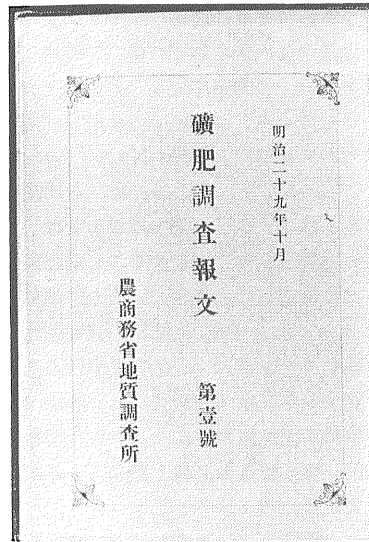 明治二十九年十月
礦肥調査報文 第壹號
農商務省地質調查所